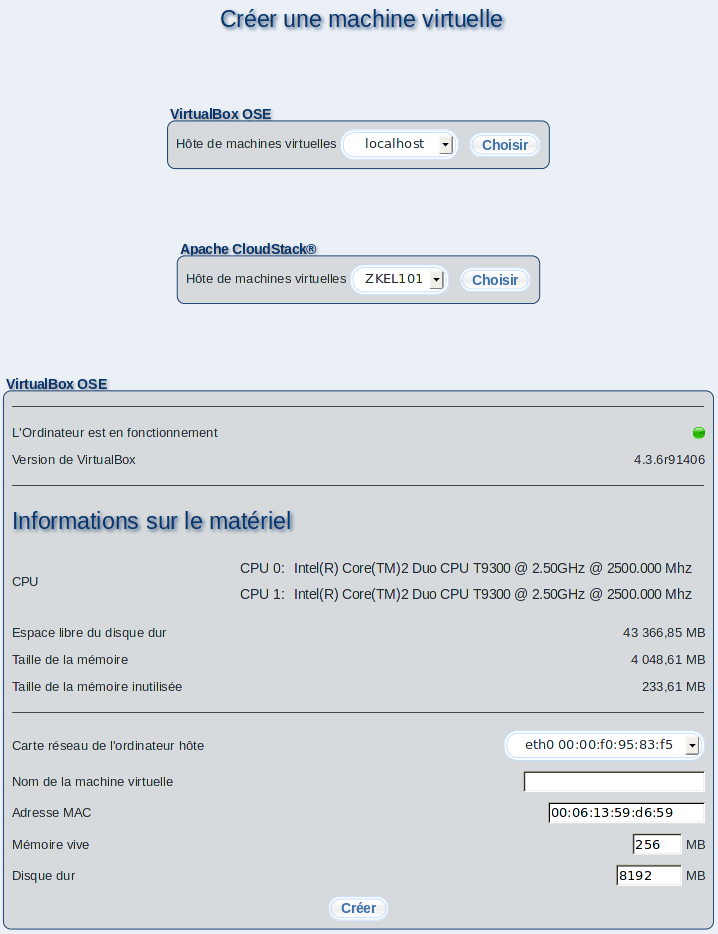 Créer une machine virtuelle
VirtualBox OSE
Hôte de machines virtuelles localhost Choisir
Apache CloudStack®
Hôte de machines virtuelles ZKEL101 Choisir
VirtualBox OSE
L'Ordinateur est en fonctionnement
Version de VirtualBox 4.3.6r91406
Informations sur le matériel
CPU
CPU 0: Intel(R) Core(TM)2 Duo CPU T9300 @ 2.50GHz @ 2500.000 Mhz
CPU 1: Intel(R) Core(TM)2 Duo CPU T9300 @ 2.50GHz @ 2500.000 Mhz
Espace libre du disque dur 43 366,85 MB
Taille de la mémoire 4 048,61 MB
Taille de la mémoire inutilisée 233,61 MB
Carte réseau de l'ordinateur hôte eth0 00:00:f0:95:83:f5
Nom de la machine virtuelle
Adresse MAC 00:06:13:59:d6:59
Mémoire vive 256 MB
Disque dur 8192 MB
Créer